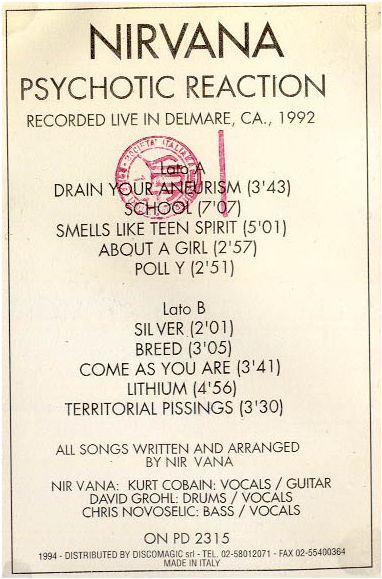 NIRVANA
PSYCHOTIC REACTION
RECORDED LIVE IN DELMARE, CA., 1992
SOCIETA' ITALIANA
Lato A
DRAIN YOUR ANEURISM (3'43)
SCHOOL (7'07)
SMELLS LIKE TEEN SPIRIT (5'01)
ABOUT A GIRL (2'57)
POLL Y (2'51)
Lato B
SIL VER (2'01)
BREED (3'05)
COME AS YOU ARE (3'41)
LITHIUM (4'56)
TERRITORIAL PISSINGS (3'30)
ALL SONGS WRITTEN AND ARRANGED
BY NIR VANA
NIR VANA: KURT COBAIN: VOCALS / GUITAR
DAVID GROHL: DRUMS / VOCALS
CHRIS NOVOSELIC: BASS / VOCALS
ON PD 2315
1994 - DISTRIBUTED BY DISCOMAGIC srl - TEL. 02-58012071 - FAX 02-55400364
MADE IN ITALY